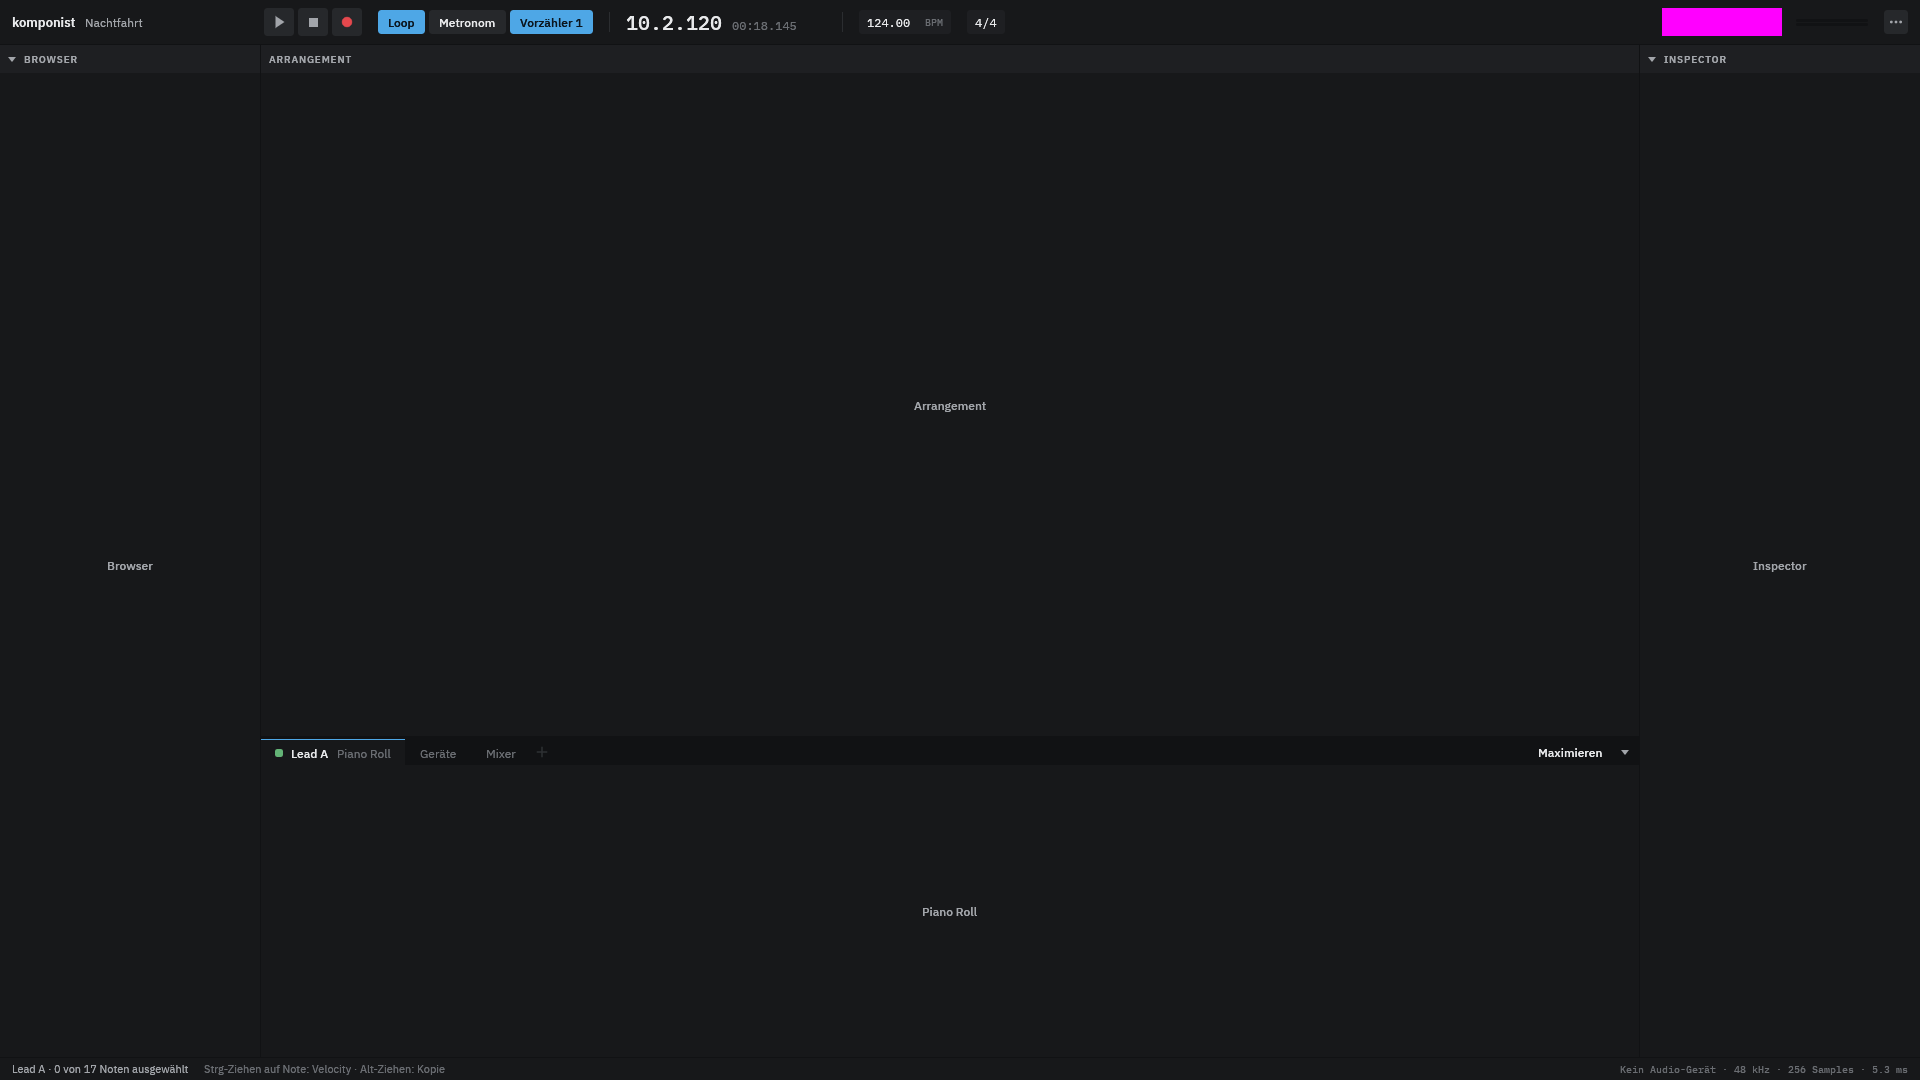 komponist Nachtfahrt Loop Metronom Vorzähler 1 10.2.120 00:18.145 124.00 BPM 4/4
BROWSER
ARRANGEMENT
INSPECTOR
Arrangement
Browser
Inspector
Lead A Piano Roll Geräte Mixer + Maximieren
Piano Roll
Lead A · 0 von 17 Noten ausgewählt Strg-Ziehen auf Note: Velocity · Alt-Ziehen: Kopie Kein Audio-Gerät · 48 kHz · 256 Samples · 5.3 ms